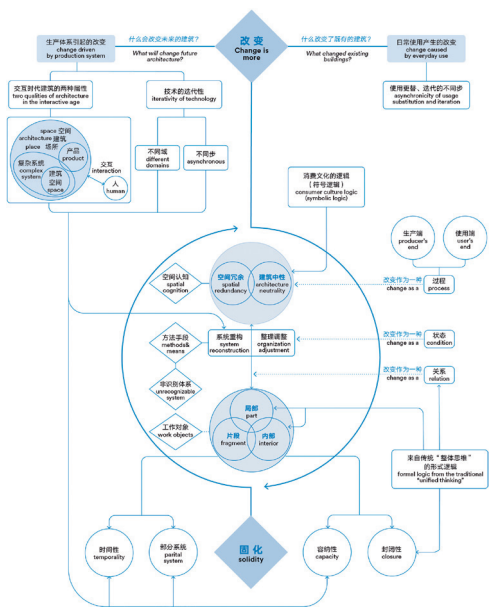 生产体系引起的改变
change driven
by production system
什么会改变未来的建筑？
What will change future
architecture?
改变
Change is
more
什么改变了既有的建筑？
What changed existing
buildings?
日常使用产生的改变
change caused
by everyday use
交互时代建筑的两种属性
two qualities of architecture
in the interactive age
技术的迭代性
iterativity of technology
使用更替、迭代的不同步
asynchronicity of usage
substitution and iteration
space 空间
architecture 建筑
place 场所
产品
product
复杂系统
complex
system
建筑
空间
space
交互
interaction
人
human
不同域
different
domains
不同步
asynchronous
消费文化的逻辑
（符号逻辑）
consumer culture logic
(symbolic logic)
生产端
producer's
end
使用端
user's
end
空间认知
spatial
cognition
空间冗余
spatial
redundancy
建筑中性
architecture
neutrality
改变作为一种
change as a
过程
process
方法手段
methods&
means
系统重构
system
reconstruction
整理调整
organization
adjustment
改变作为一种
change as a
状态
condition
非识别体系
unrecognizable
system
改变作为一种
change as a
关系
relation
工作对象
work objects
局部
part
片段
fragment
内部
interior
来自传统“整体思维”
的形式逻辑
formal logic from the traditional
"unified thinking"
时间性
temporality
部分系统
parital
system
固化
solidity
容纳性
capacity
封闭性
closure